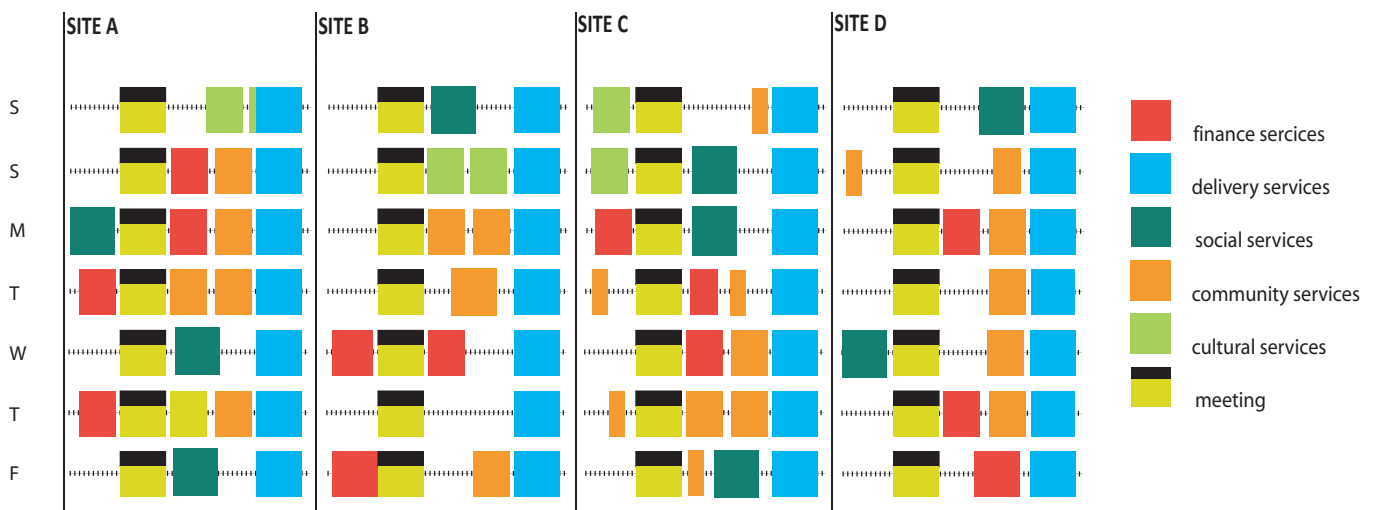 SITE A SITE B SITE C SITE D
S
S
M
T
W
T
F
finance sercices
delivery services
social services
community services
cultural services
meeting